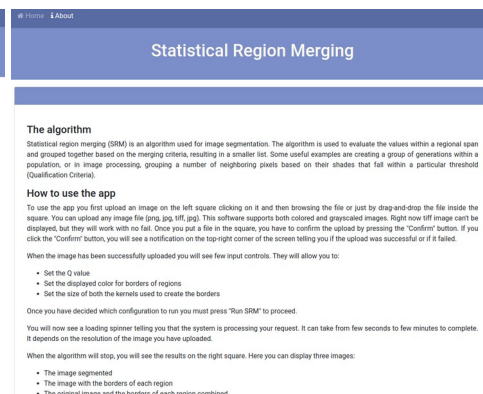 Home About
Statistical Region Merging
The algorithm
Statistical region merging (SRM) is an algorithm used for image segmentation. The algorithm is used to evaluate the values within a regional span
and grouped together based on the merging criteria, resulting in a smaller list. Some useful examples are creating a group of generations within a
population, or in image processing, grouping a number of neighboring pixels based on their shades that fall within a particular threshold
(Qualification Criteria).
How to use the app
To use the app you first upload an image on the left square clicking on it and then browsing the file or just by drag-and-drop the file inside the
square. You can upload any image file (png, jpg, tiff, jpg). This software supports both colored and grayscaled images. Right now tiff image can't be
displayed, but they will work with no fail. Once you put a file in the square, you have to confirm the upload by pressing the "Confirm" button. If you
click the "Confirm" button, you will see a notification on the top-right corner of the screen telling you if the upload was successful or if it failed.
When the image has been successfully uploaded you will see few input controls. They will allow you to:
• Set the Q value
• Set the displayed color for borders of regions
• Set the size of both the kernels used to create the borders
Once you have decided which configuration to run you must press "Run SRM" to proceed.
You will now see a loading spinner telling you that the system is processing your request. It can take from few seconds to few minutes to complete.
It depends on the resolution of the image you have uploaded.
When the algorithm will stop, you will see the results on the right square. Here you can display three images:
• The image segmented
• The image with the borders of each region
• The original image and the borders of each region combined